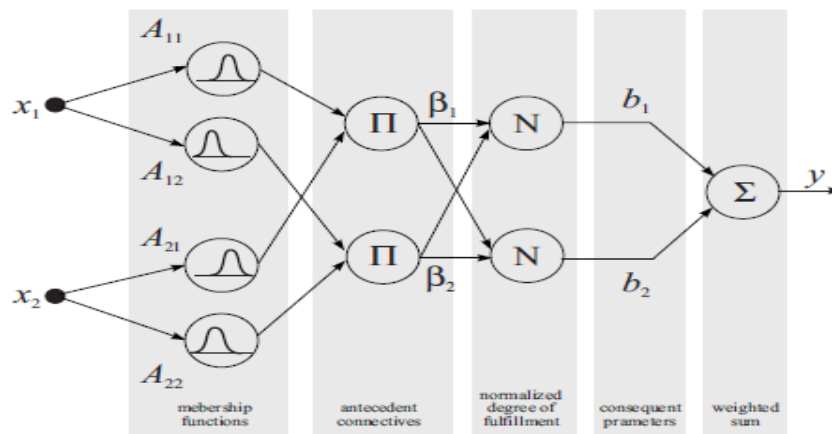 A11
x1
A12
A21
x2
A22
Π
Π
β1
β2
N
N
b1
b2
Σ
y
mebership
functions
antecedent
connectives
normalized
degree of
fulfillment
consequent
prameters
weighted
sum